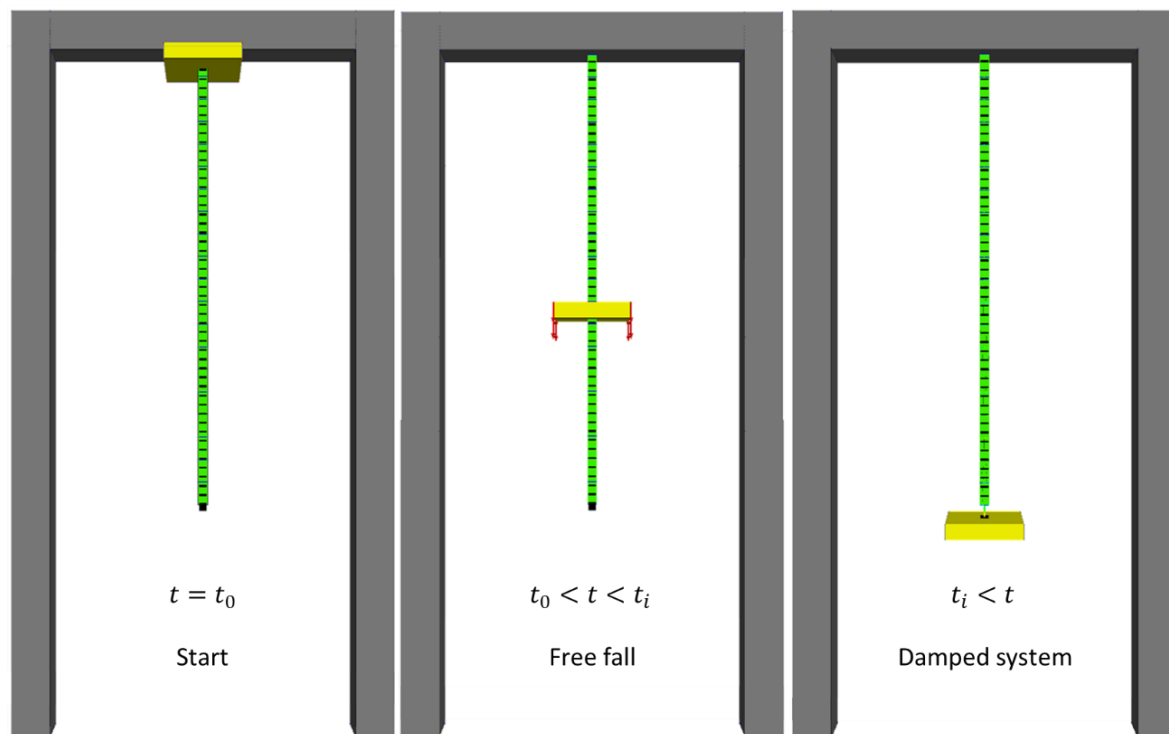 t = t₀
Start
t₀ < t < tᵢ
Free fall
tᵢ < t
Damped system